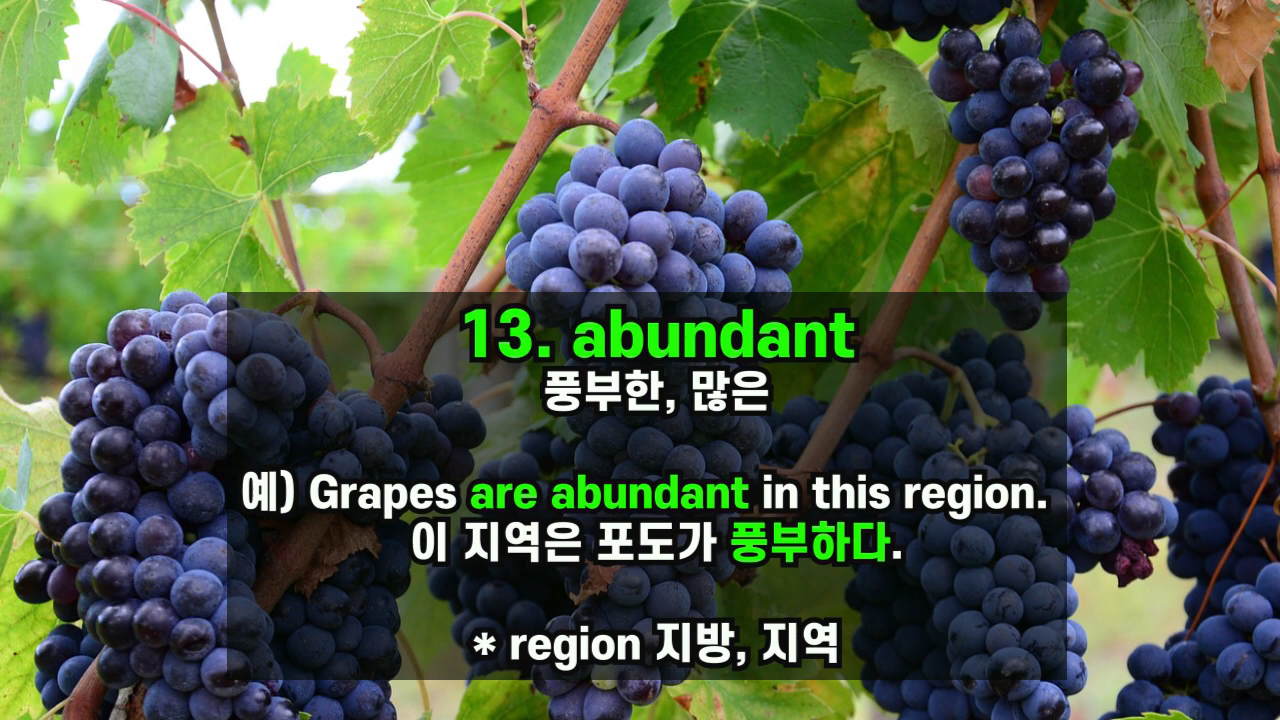 13. abundant
풍부한, 많은
예) Grapes are abundant in this region.
이 지역은 포도가 풍부하다.
* region 지방, 지역